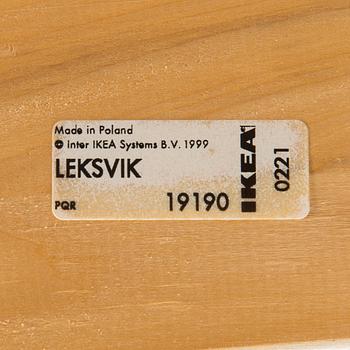 Made in Poland
© Inter IKEA Systems B.V. 1999
LEKSVIK
PQR
19190
IKEA
0221